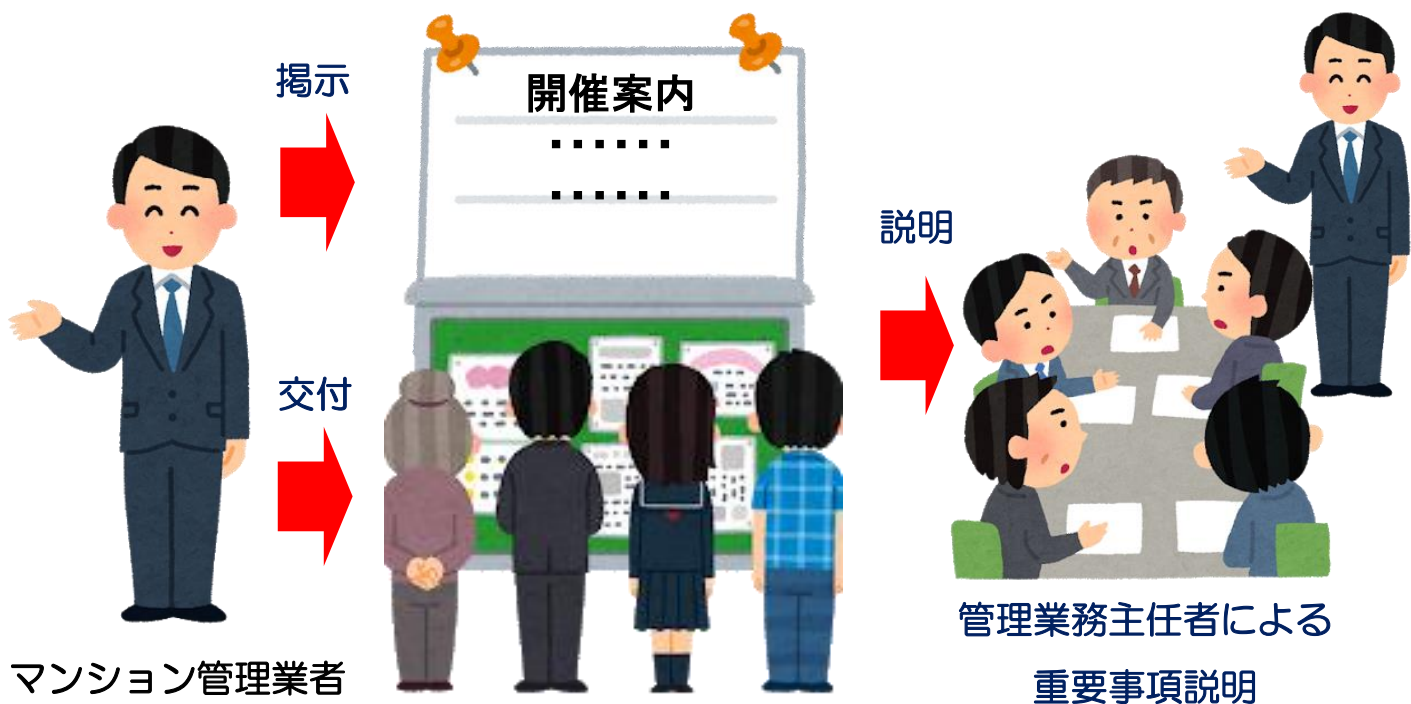 掲示
開催案内
・・・・・・
・・・・・・
交付
説明
マンション管理業者
管理業務主任者による
重要事項説明